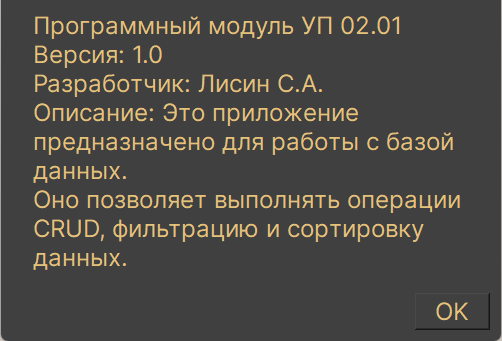 Программный модуль УП 02.01
Версия: 1.0
Разработчик: Лисин С.А.
Описание: Это приложение
предназначено для работы с базой
данных.
Оно позволяет выполнять операции
CRUD, фильтрацию и сортировку
данных.
OK